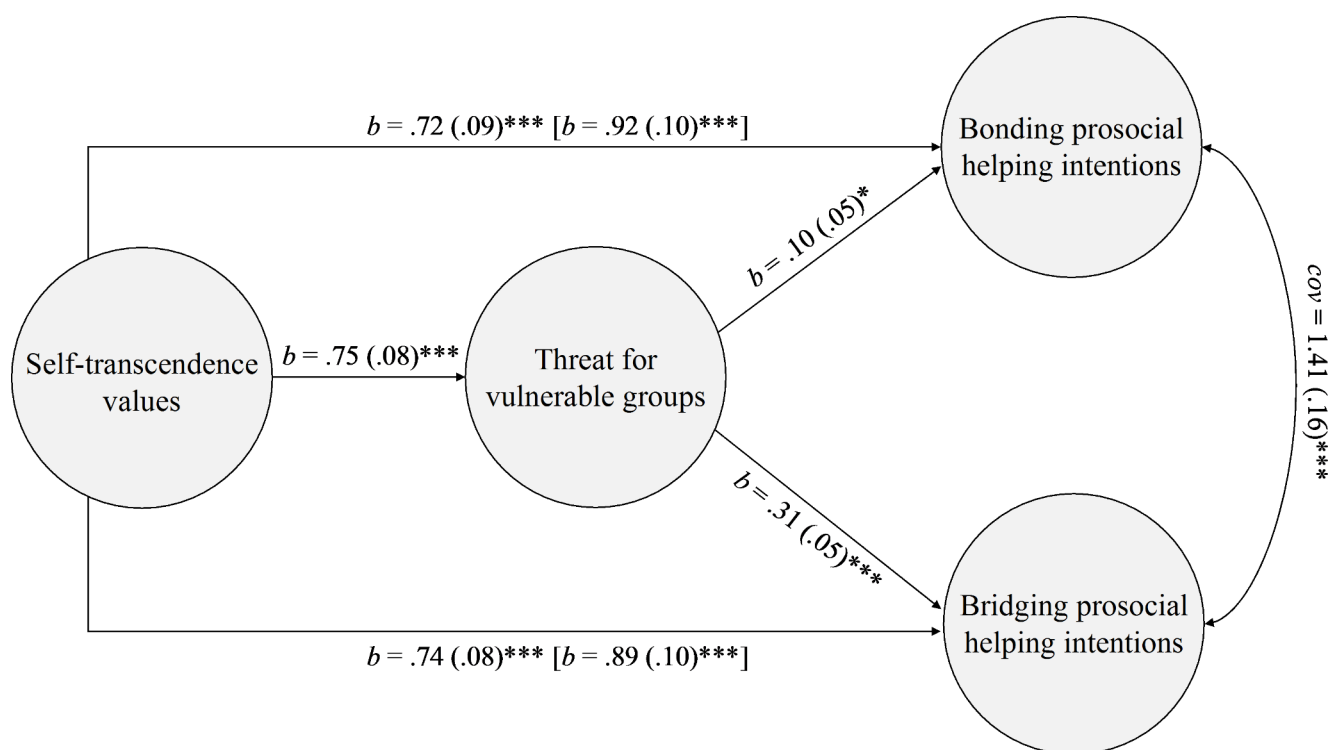 b = .72 (.09)*** [b = .92 (.10)***]
Bonding prosocial
helping intentions
b = .10 (.05)*
Self-transcendence
values
b = .75 (.08)***
Threat for
vulnerable groups
cov = 1.41 (.16)***
b = .31 (.05)***
Bridging prosocial
helping intentions
b = .74 (.08)*** [b = .89 (.10)***]